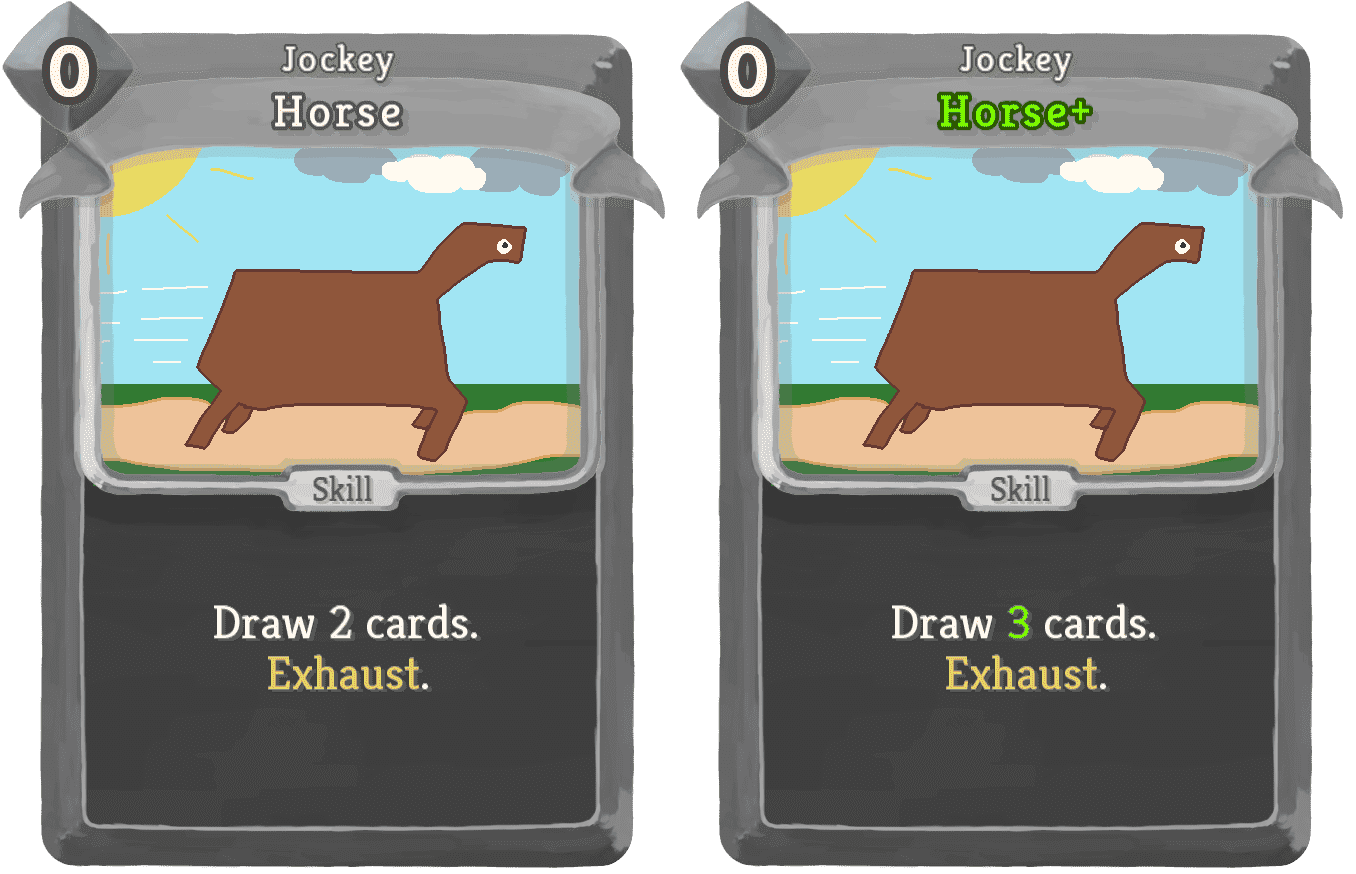 0
Jockey
Horse
Skill
Draw 2 cards.
Exhaust.
0
Jockey
Horse+
Skill
Draw 3 cards.
Exhaust.